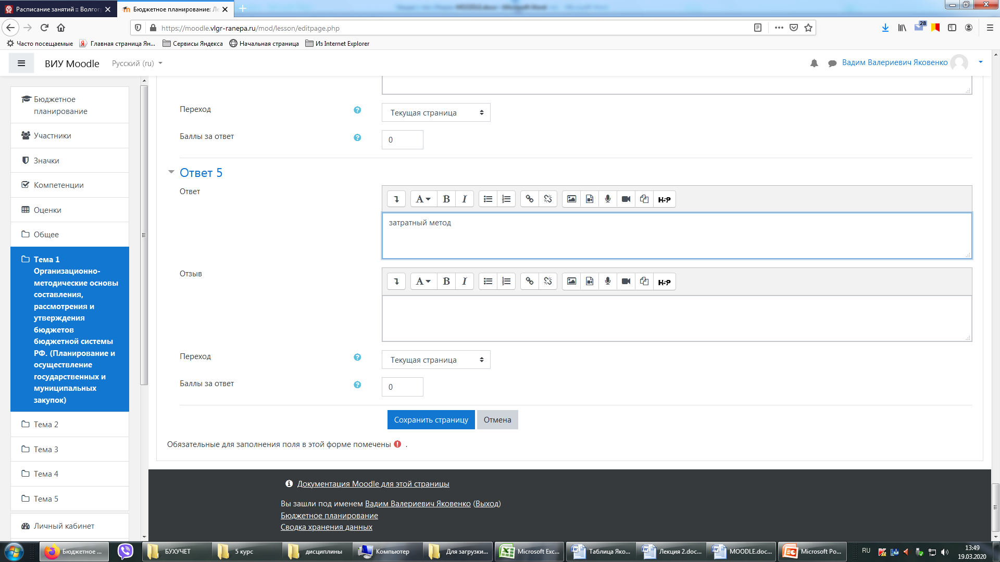 Расписание занятий :: Волгог
Бюджетное планирование: Ле
https://moodle.vlgr-ranepa.ru/mod/lesson/editpage.php
28
Часто посещаемые
Главная страница Ян...
Сервисы Яндекса
Начальная страница
Из Internet Explorer
ВИУ Moodle
Русский (ru)
Вадим Валериевич Яковенко
Бюджетное
планирование
Участники
Значки
Компетенции
Оценки
Общее
Тема 1
Организационно-
методические основы
составления,
рассмотрения и
утверждения
бюджетов
бюджетной системы
РФ. (Планирование и
осуществление
государственных и
муниципальных
закупок)
Тема 2
Тема 3
Тема 4
Тема 5
Личный кабинет
Переход
Текущая страница
Баллы за ответ
0
Ответ 5
Ответ
A B I
H-P
затратный метод
Отзыв
A B I
H-P
Переход
Текущая страница
Баллы за ответ
0
Сохранить страницу
Отмена
Обязательные для заполнения поля в этой форме помечены .
Документация Moodle для этой страницы
Вы зашли под именем Вадим Валериевич Яковенко (Выход)
Бюджетное планирование
Сводка хранения данных
Бюджетное ...
БУХУЧЕТ
5 курс
дисциплины
Компьютер
Для загрузки...
Microsoft Exc...
Таблица Яко...
Лекция 2.doc...
MOODLE.doc...
Microsoft Po...
RU
13:49
19.03.2020